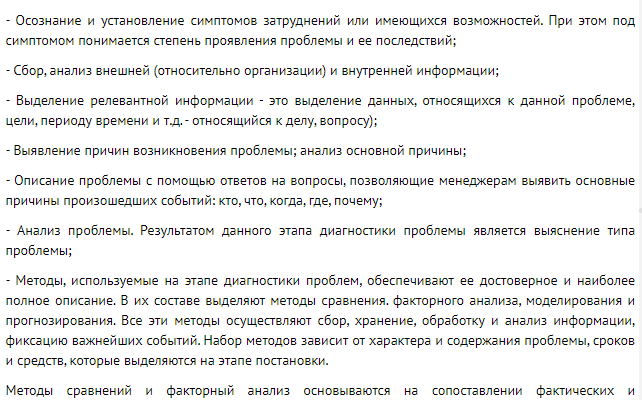 - Осознание и установление симптомов затруднений или имеющихся возможностей. При этом под
симптомом понимается степень проявления проблемы и ее последствий;
- Сбор, анализ внешней (относительно организации) и внутренней информации;
- Выделение релевантной информации - это выделение данных, относящихся к данной проблеме,
цели, периоду времени и т.д. - относящийся к делу, вопросу);
- Выявление причин возникновения проблемы; анализ основной причины;
- Описание проблемы с помощью ответов на вопросы, позволяющие менеджерам выявить основные
причины произошедших событий: кто, что, когда, где, почему;
- Анализ проблемы. Результатом данного этапа диагностики проблемы является выяснение типа
проблемы;
- Методы, используемые на этапе диагностики проблем, обеспечивают ее достоверное и наиболее
полное описание. В их составе выделяют методы сравнения. факторного анализа, моделирования и
прогнозирования. Все эти методы осуществляют сбор, хранение, обработку и анализ информации,
фиксацию важнейших событий. Набор методов зависит от характера и содержания проблемы, сроков
и средств, которые выделяются на этапе постановки.
Методы сравнений и факторный анализ основываются на сопоставлении фактических и